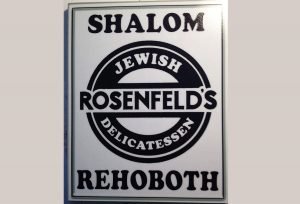 SHALOM
JEWISH
ROSENFELD'S
DELICATESSEN
REHOBOTH